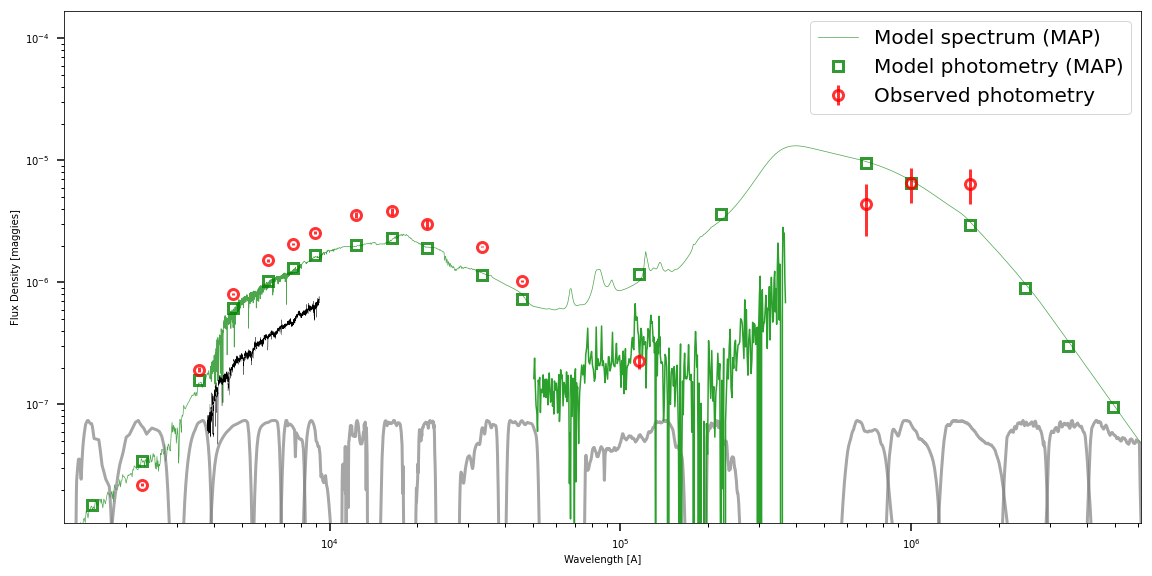 Model spectrum (MAP)
Model photometry (MAP)
Observed photometry
10⁻⁴
10⁻⁵
10⁻⁶
10⁻⁷
Flux Density [maggies]
10⁴
10⁵
10⁶
Wavelength [A]